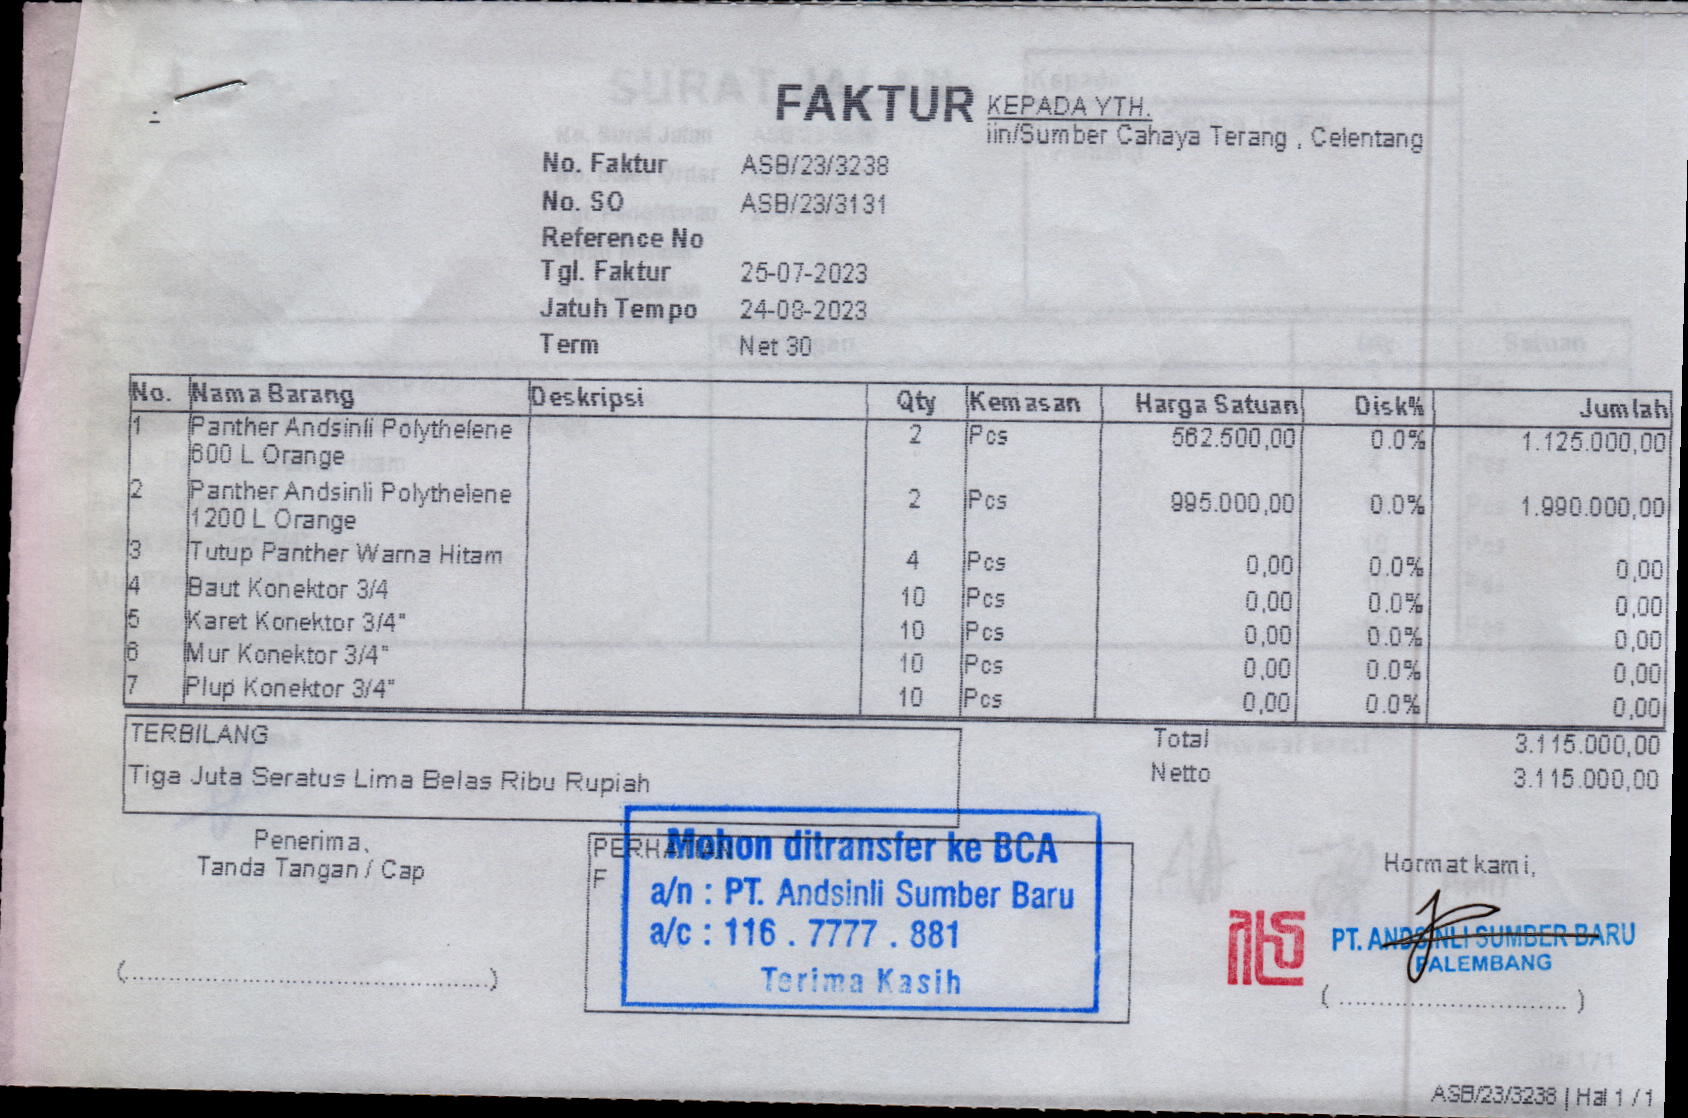 FAKTUR
KEPADA YTH.
iin/Sumber Cahaya Terang , Celentang
No. Faktur ASB/23/3238
No. SO ASB/23/3131
Reference No
Tgl. Faktur 25-07-2023
Jatuh Tempo 24-08-2023
Term Net 30
No. Nama Barang Deskripsi Qty Kemasan Harga Satuan Disk% Jumlah
1 Panther Andsinli Polythelene 2 Pcs 562.500,00 0.0% 1.125.000,00
600 L Orange
2 Panther Andsinli Polythelene 2 Pcs 995.000,00 0.0% 1.990.000,00
1200 L Orange
3 Tutup Panther Warna Hitam 4 Pcs 0,00 0.0% 0,00
4 Baut Konektor 3/4 10 Pcs 0,00 0.0% 0,00
5 Karet Konektor 3/4" 10 Pcs 0,00 0.0% 0,00
6 Mur Konektor 3/4" 10 Pcs 0,00 0.0% 0,00
7 Plup Konektor 3/4" 10 Pcs 0,00 0.0% 0,00
TERBILANG
Tiga Juta Seratus Lima Belas Ribu Rupiah
Total 3.115.000,00
Netto 3.115.000,00
Penerima,
Tanda Tangan / Cap
(................................................)
PERHATIAN
F
Mohon ditransfer ke BCA
a/n : PT. Andsinli Sumber Baru
a/c : 116 . 7777 . 881
Terima Kasih
Hormat kami,
PT. ANDSINLI SUMBER BARU
PALEMBANG
( .............................. )
ASB/23/3238 | Hal 1 / 1